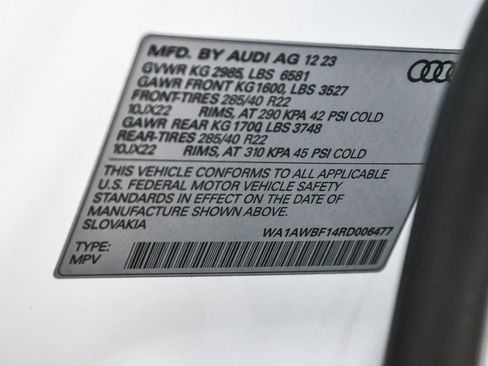 MFD. BY AUDI AG 12 23
GVWR KG 2985, LBS 6581
GAWR FRONT KG1600, LBS 3527
FRONT-TIRES 285/40 R22
10JX22 RIMS, AT 290 KPA 42 PSI COLD
GAWR REAR KG 1700, LBS 3748
REAR-TIRES 285/40 R22
10JX22 RIMS, AT 310 KPA 45 PSI COLD
THIS VEHICLE CONFORMS TO ALL APPLICABLE
U.S. FEDERAL MOTOR VEHICLE SAFETY
STANDARDS IN EFFECT ON THE DATE OF
MANUFACTURE SHOWN ABOVE.
SLOVAKIA
WA1AWBF14RD006477
TYPE:
MPV